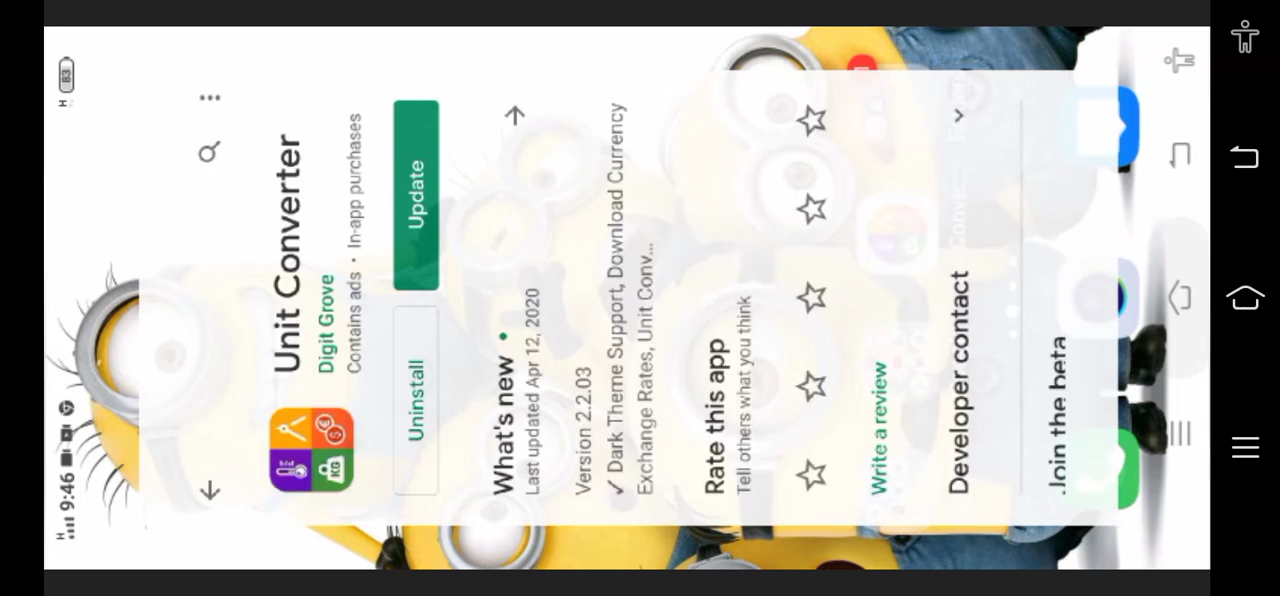 H 9:46
83
H
Unit Converter
Digit Grove
Contains ads • In-app purchases
Uninstall
Update
What's new •
Last updated Apr 12, 2020
Version 2.2.03
✓ Dark Theme Support, Download Currency
Exchange Rates, Unit Conv...
Rate this app
Tell others what you think
Write a review
Developer contact
Join the beta
KG